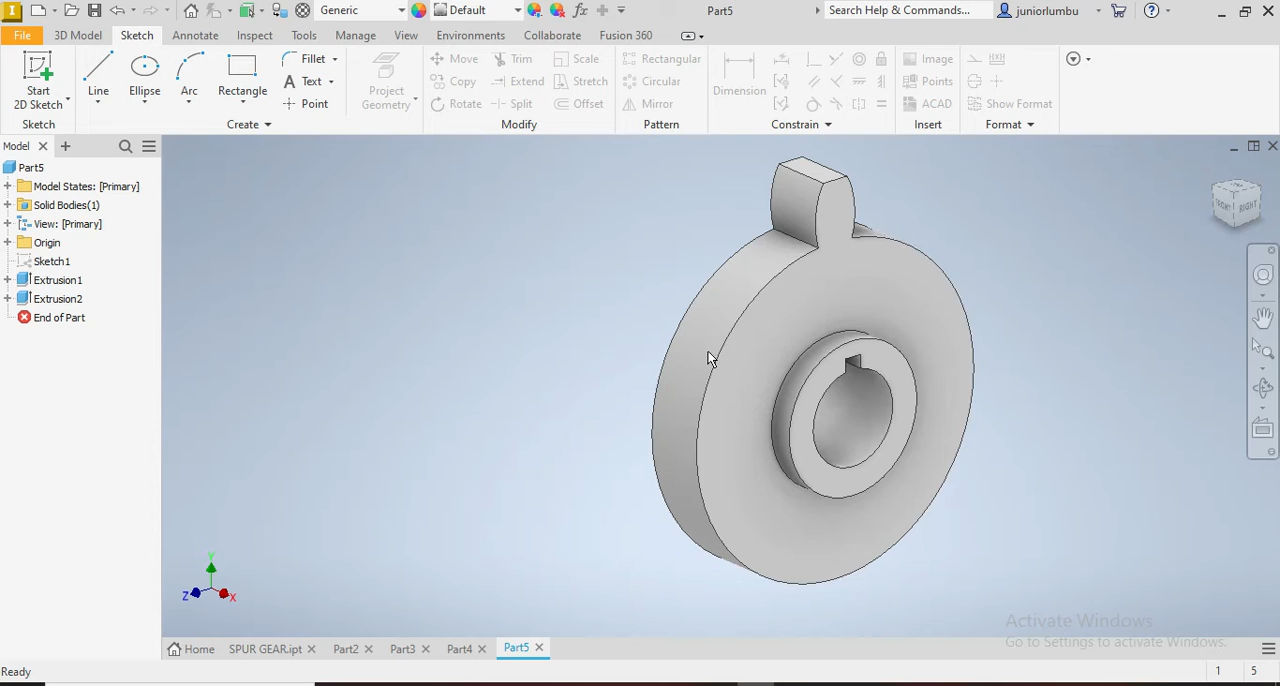 Generic Default fx Part5 Search Help & Commands... juniorlumbu
File 3D Model Sketch Annotate Inspect Tools Manage View Environments Collaborate Fusion 360
Start
2D Sketch
Line
Ellipse
Arc
Rectangle
Fillet
Text
Point
Project
Geometry
Move Trim Scale
Copy Extend Stretch
Rotate Split Offset
Rectangular
Circular
Mirror
Dimension
Image
Points
ACAD
Show Format
Sketch Create Modify Pattern Constrain Insert Format
Model
Part5
Model States: [Primary]
Solid Bodies(1)
View: [Primary]
Origin
Sketch1
Extrusion1
Extrusion2
End of Part
FRONT RIGHT
Y
Z X
Activate Windows
Go to Settings to activate Windows.
Home SPUR GEAR.ipt Part2 Part3 Part4 Part5
Ready 1 5